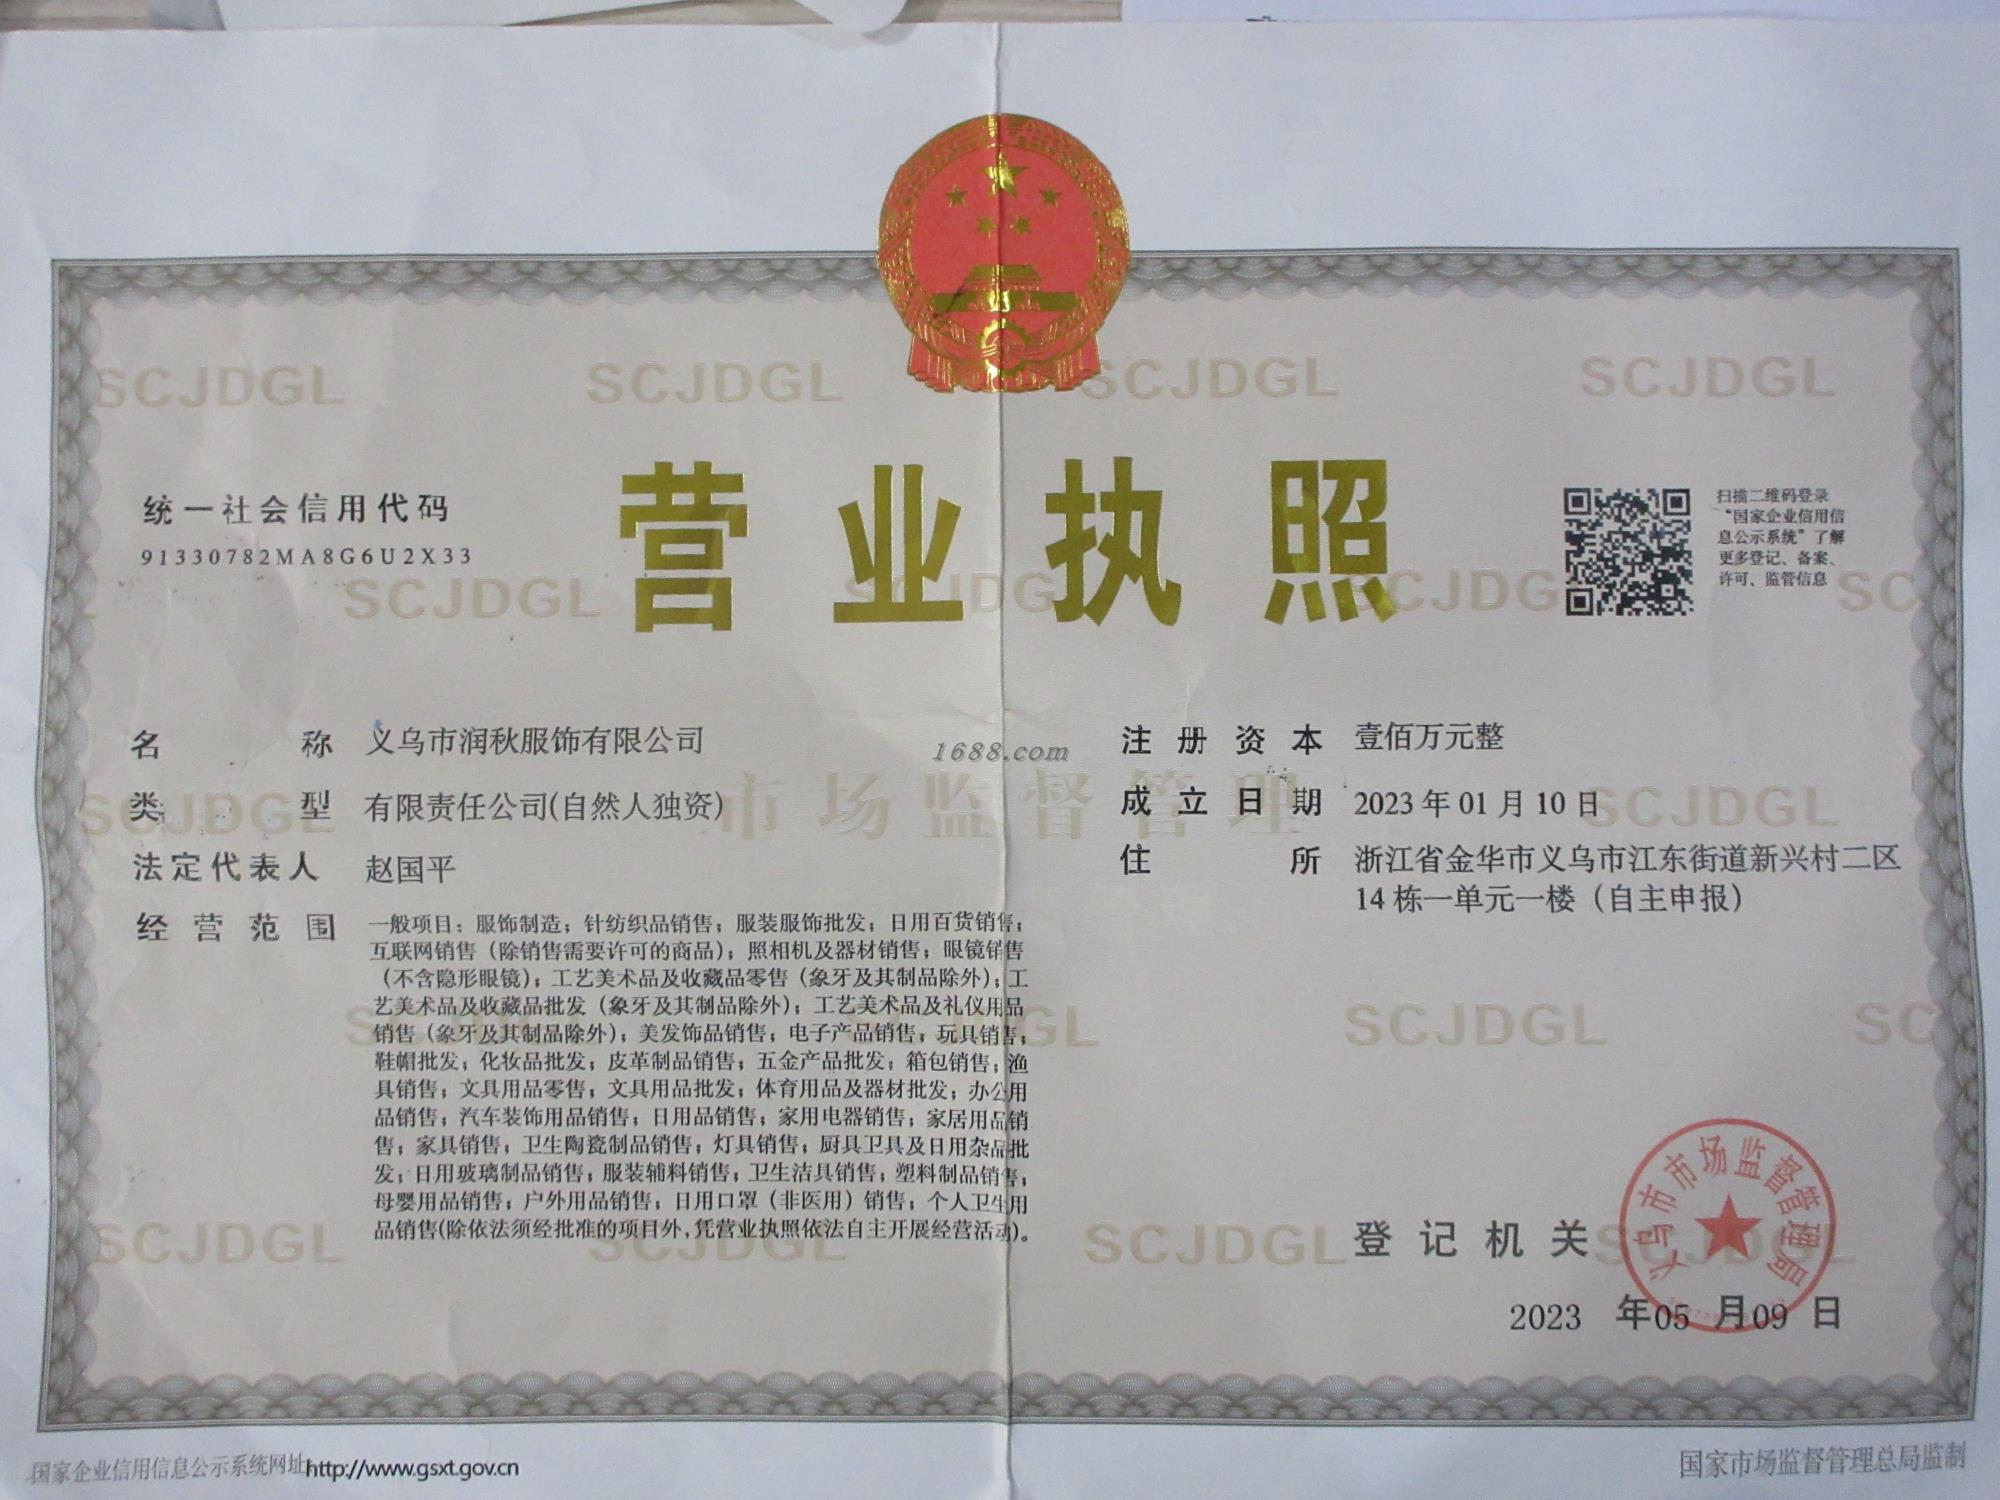 营业执照
统一社会信用代码
91330782MA8G6U2X33
扫描二维码登录
“国家企业信用信
息公示系统”了解
更多登记、备案、
许可、监管信息
名称 义乌市润秋服饰有限公司
类型 有限责任公司(自然人独资)
法定代表人 赵国平
经营范围 一般项目：服饰制造；针纺织品销售；服装服饰批发；日用百货销售；
互联网销售（除销售需要许可的商品）；照相机及器材销售；眼镜销售
（不含隐形眼镜）；工艺美术品及收藏品零售（象牙及其制品除外）；工
艺美术品及收藏品批发（象牙及其制品除外）；工艺美术品及礼仪用品
销售（象牙及其制品除外）；美发饰品销售；电子产品销售；玩具销售；
鞋帽批发；化妆品批发；皮革制品销售；五金产品批发；箱包销售；渔
具销售；文具用品零售；文具用品批发；体育用品及器材批发；办公用
品销售；汽车装饰用品销售；日用品销售；家用电器销售；家居用品销
售；家具销售；卫生陶瓷制品销售；灯具销售；厨具卫具及日用杂品批
发；日用玻璃制品销售；服装辅料销售；卫生洁具销售；塑料制品销售；
母婴用品销售；户外用品销售；日用口罩（非医用）销售；个人卫生用
品销售(除依法须经批准的项目外,凭营业执照依法自主开展经营活动)。
1688.com
注册资本 壹佰万元整
成立日期 2023年01月10日
住所 浙江省金华市义乌市江东街道新兴村二区
14栋一单元一楼（自主申报）
市场监督管理
SCJDGL SCJDGL SCJDGL SCJDGL
登记机关
义乌市市场监督管理局
2023 年05 月09 日
国家企业信用信息公示系统网址http://www.gsxt.gov.cn
国家市场监督管理总局监制